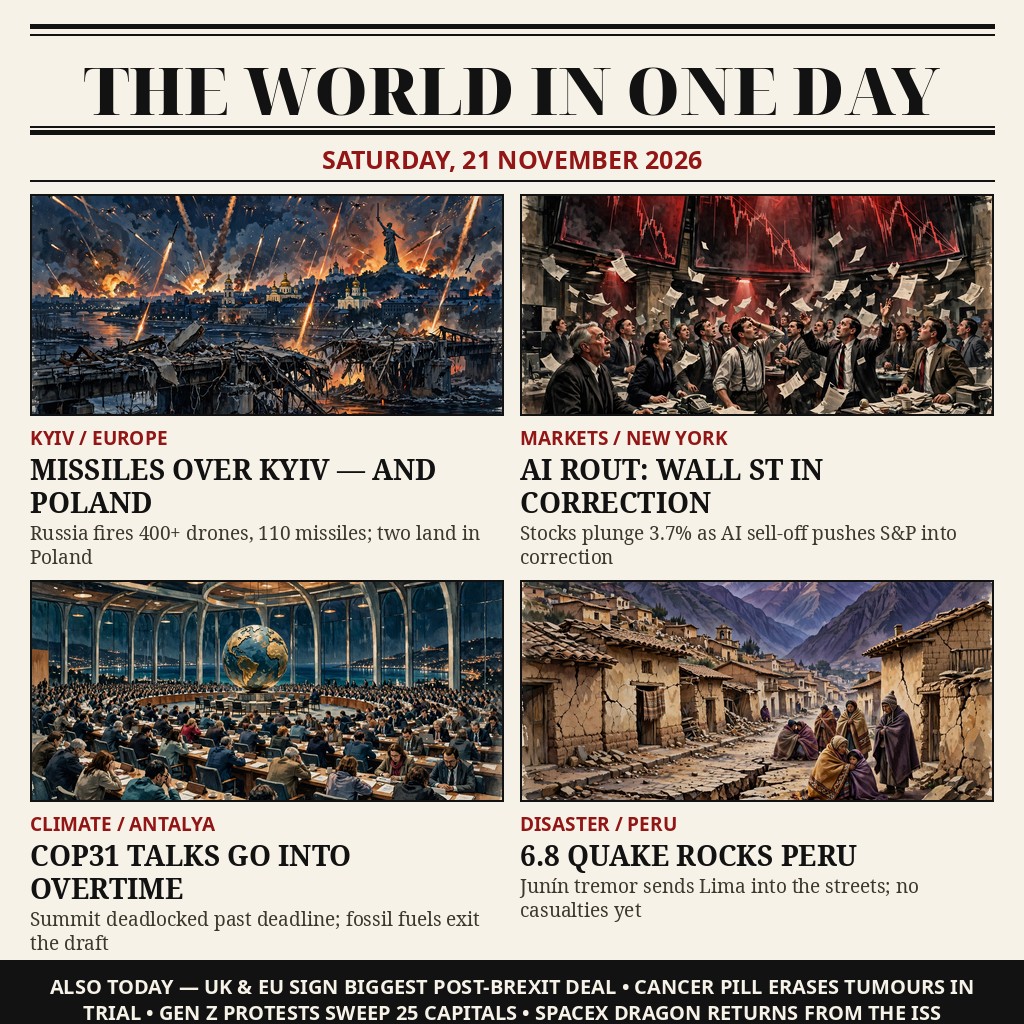 THE WORLD IN ONE DAY
SATURDAY, 21 NOVEMBER 2026
KYIV / EUROPE
MISSILES OVER KYIV — AND
POLAND
Russia fires 400+ drones, 110 missiles; two land in
Poland
MARKETS / NEW YORK
AI ROUT: WALL ST IN
CORRECTION
Stocks plunge 3.7% as AI sell-off pushes S&P into
correction
CLIMATE / ANTALYA
COP31 TALKS GO INTO
OVERTIME
Summit deadlocked past deadline; fossil fuels exit
the draft
DISASTER / PERU
6.8 QUAKE ROCKS PERU
Junín tremor sends Lima into the streets; no
casualties yet
ALSO TODAY — UK & EU SIGN BIGGEST POST-BREXIT DEAL • CANCER PILL ERASES TUMOURS IN
TRIAL • GEN Z PROTESTS SWEEP 25 CAPITALS • SPACEX DRAGON RETURNS FROM THE ISS